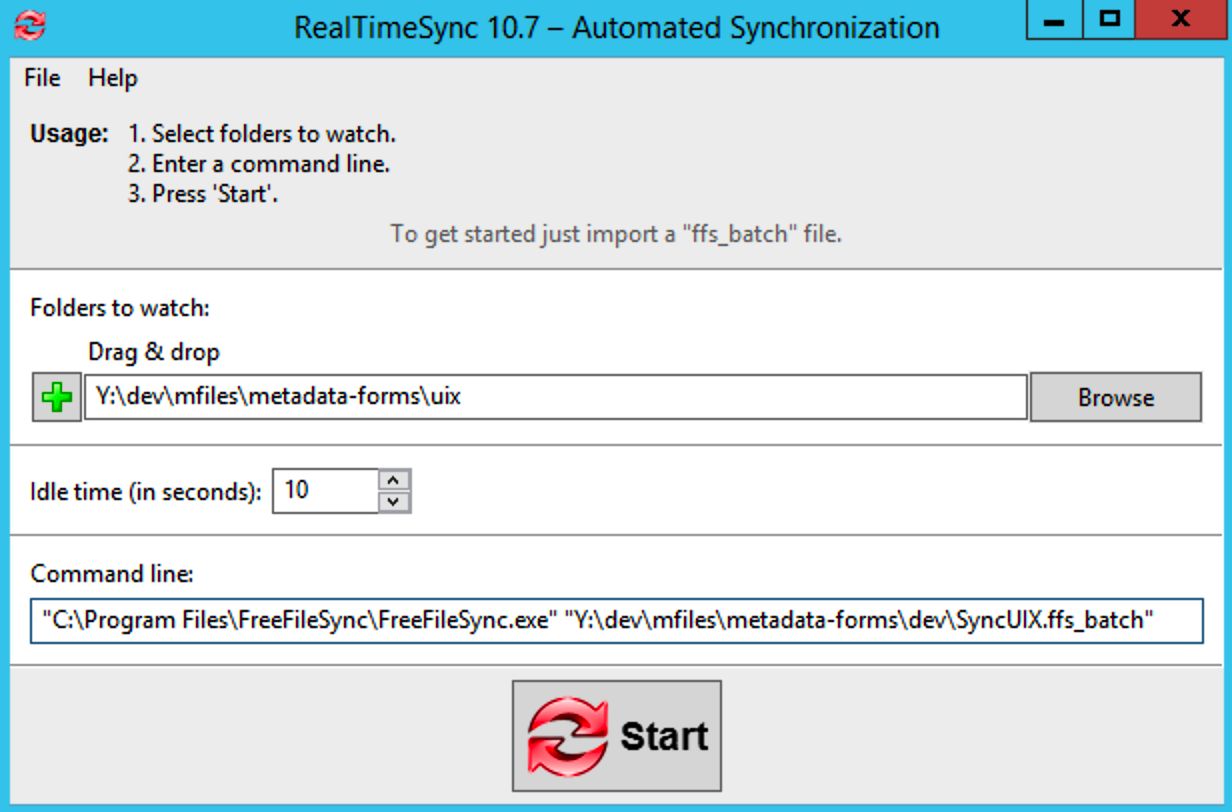 RealTimeSync 10.7 – Automated Synchronization
File Help
Usage: 1. Select folders to watch.
2. Enter a command line.
3. Press 'Start'.
To get started just import a "ffs_batch" file.
Folders to watch:
Drag & drop
Y:\dev\mfiles\metadata-forms\uix Browse
Idle time (in seconds): 10
Command line:
"C:\Program Files\FreeFileSync\FreeFileSync.exe" "Y:\dev\mfiles\metadata-forms\dev\SyncUIX.ffs_batch"
Start